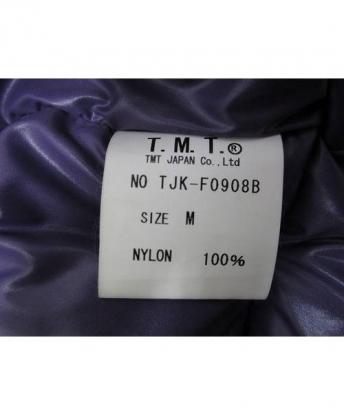 T.M.T.®
TMT JAPAN Co.,Ltd
NO TJK-F0908B
SIZE M
NYLON 100%